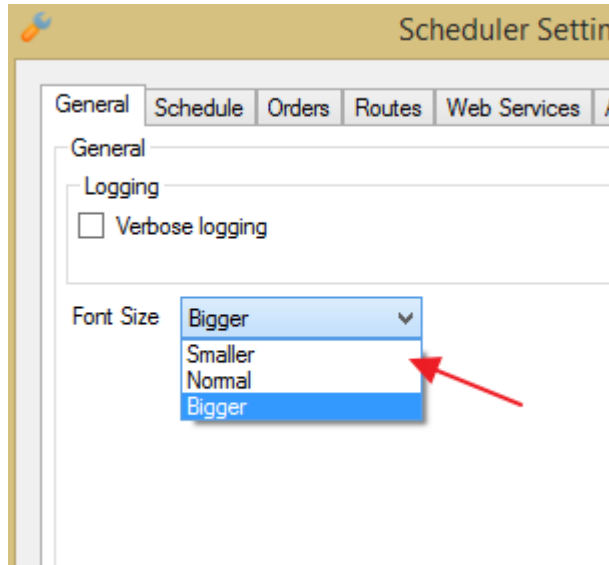 Scheduler Settin
General Schedule Orders Routes Web Services
General
Logging
Verbose logging
Font Size Bigger
Smaller
Normal
Bigger